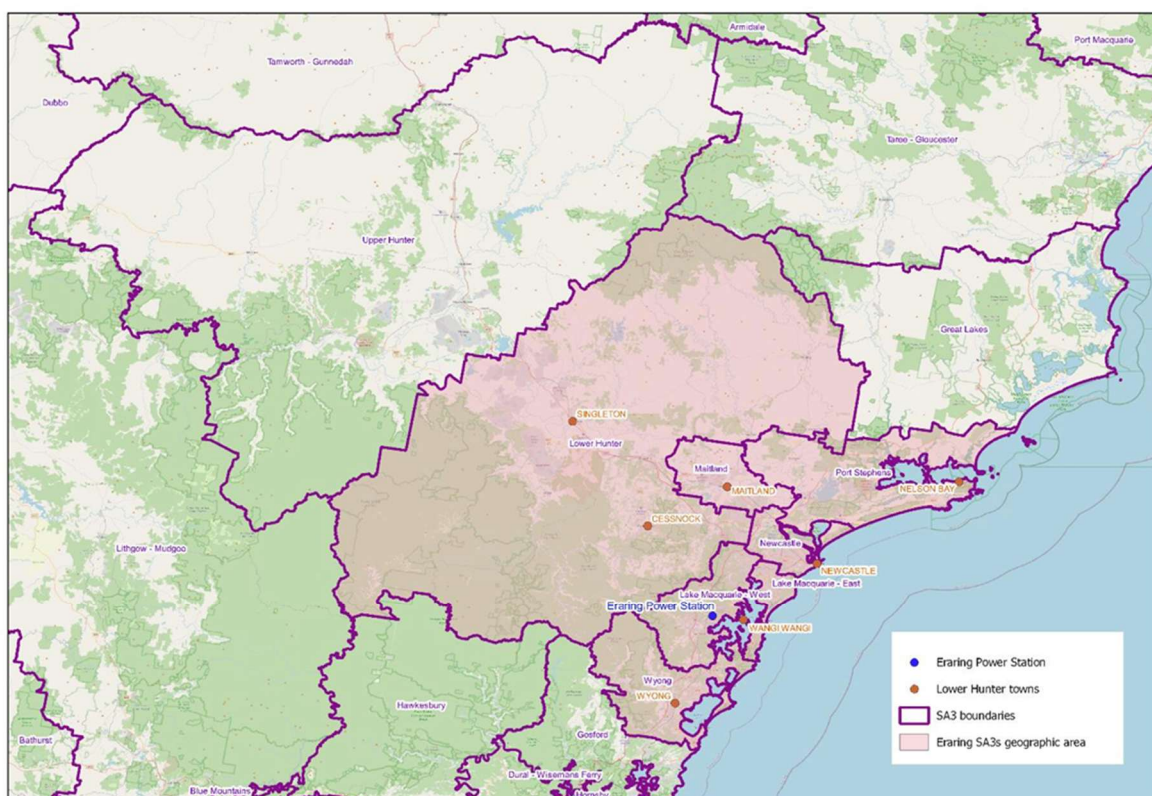 Armidale
Port Macquarie
Tamworth - Gunnedah
Dubbo
Taree - Gloucester
Upper Hunter
Great Lakes
SINGLETON
Lower Hunter
Maitland
Port Stephens
MAITLAND
NELSON BAY
CESSNOCK
Newcastle
Lithgow - Mudgee
NEWCASTLE
Lake Macquarie - East
Lake Macquarie - West
Eraring Power Station
WANGI WANGI
Wyong
WYONG
Hawkesbury
Gosford
Bathurst
Dural - Wisemans Ferry
Blue Mountains
Hornsby
Eraring Power Station
Lower Hunter towns
SA3 boundaries
Eraring SA3s geographic area